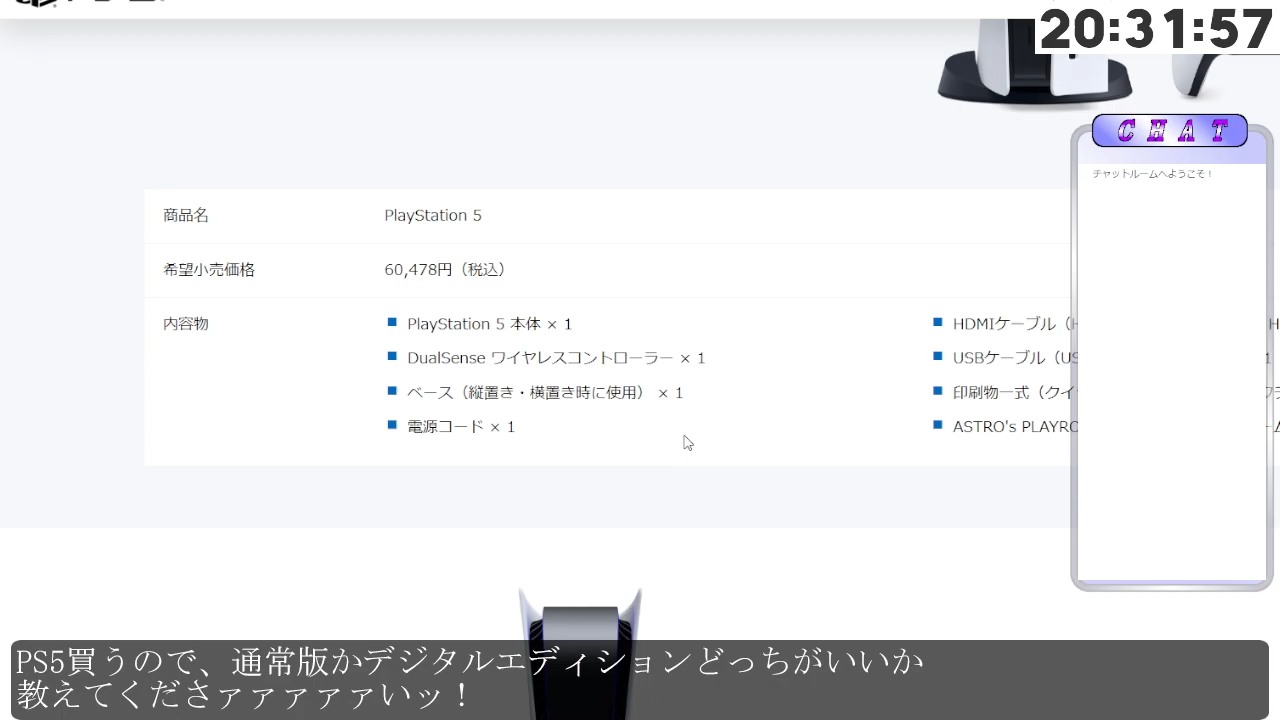 20:31:57
CHAT
チャットルームへようこそ！
商品名 PlayStation 5
希望小売価格 60,478円（税込）
内容物
PlayStation 5 本体 × 1
HDMIケーブル（H
DualSense ワイヤレスコントローラー × 1
USBケーブル（US
1
ベース（縦置き・横置き時に使用） × 1
印刷物一式（クイ
電源コード × 1
ASTRO's PLAYRO
PS5買うので、通常版かデジタルエディションどっちがいいか
教えてくださァァァァァいッ！